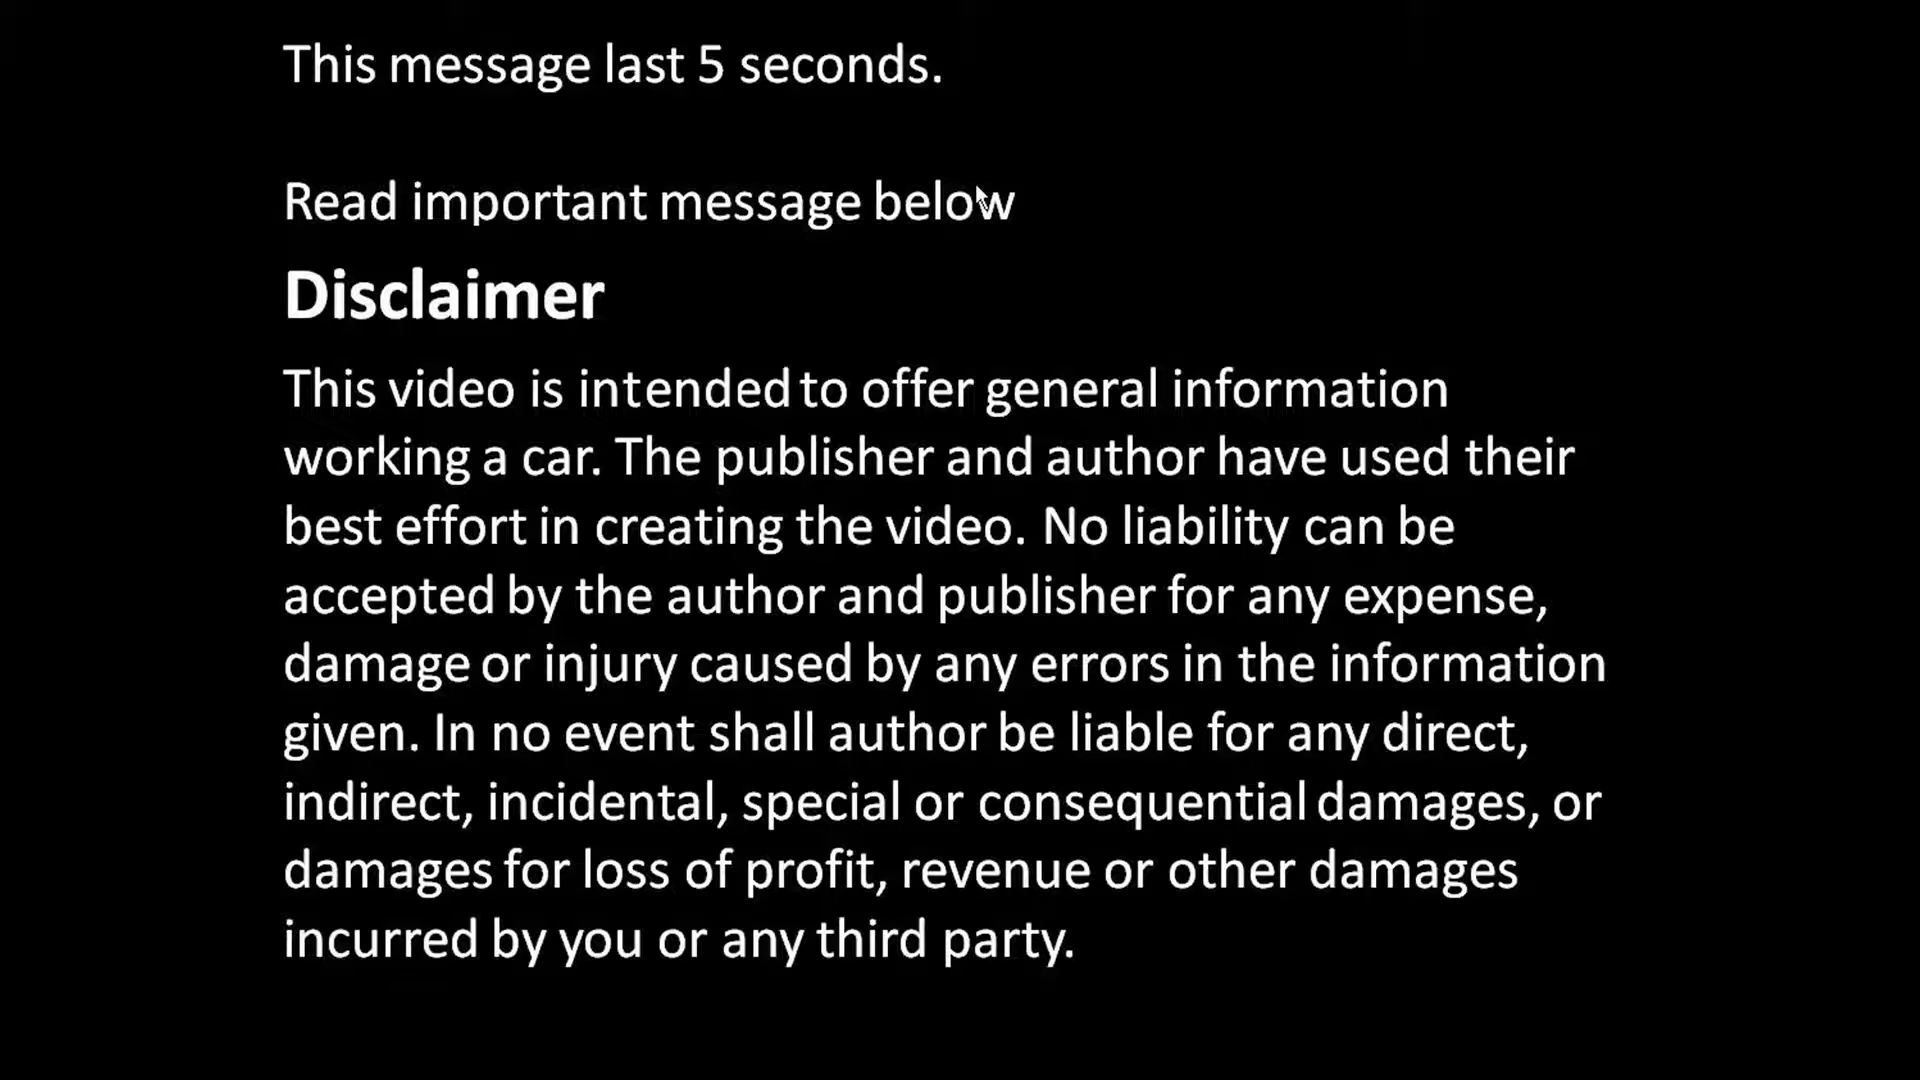 This message last 5 seconds.
Read important message below
Disclaimer
This video is intended to offer general information
working a car. The publisher and author have used their
best effort in creating the video. No liability can be
accepted by the author and publisher for any expense,
damage or injury caused by any errors in the information
given. In no event shall author be liable for any direct,
indirect, incidental, special or consequential damages, or
damages for loss of profit, revenue or other damages
incurred by you or any third party.